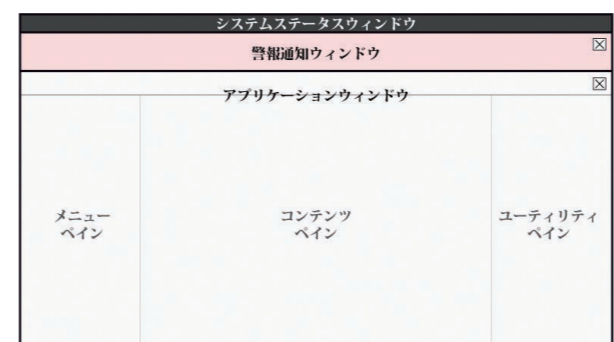 システムステータスウィンドウ
警報通知ウィンドウ
アプリケーションウィンドウ
メニュー
ペイン
コンテンツ
ペイン
ユーティリティ
ペイン